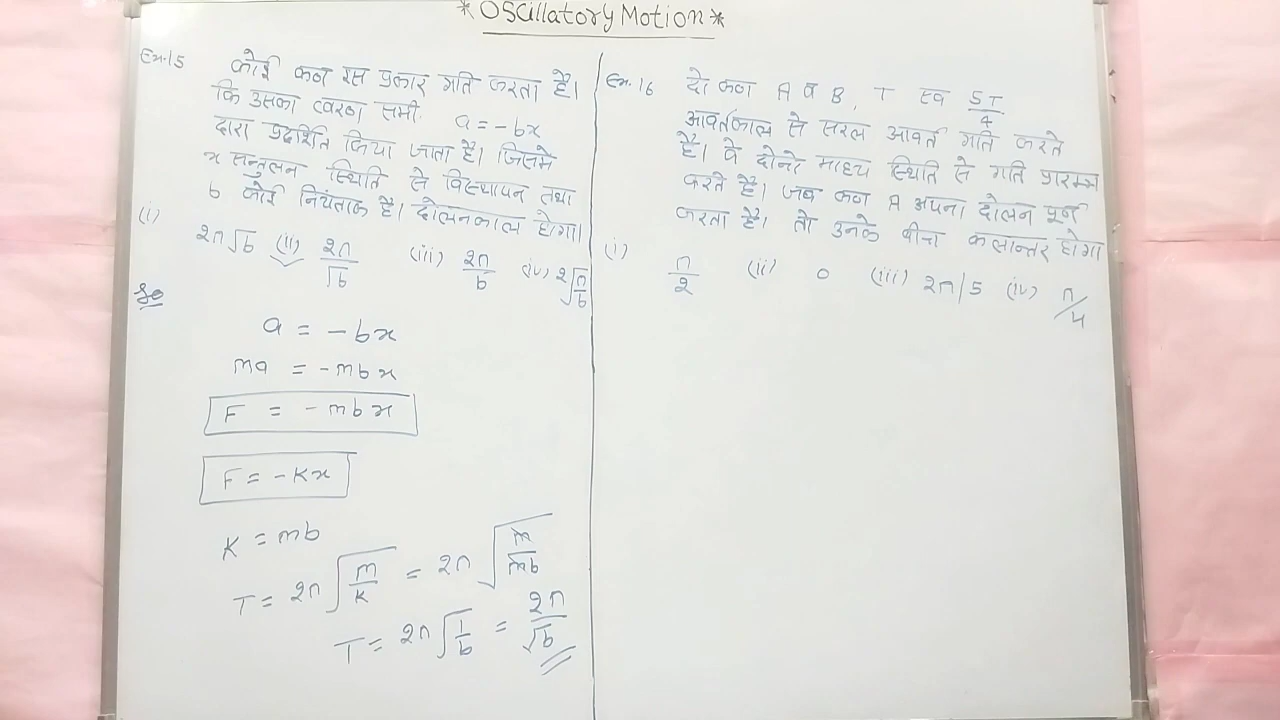 *Oscillatory Motion*
Ex.15 कोई कण इस प्रकार गति करता है।
कि उसका त्वरण समी. a = -bx
द्वारा प्रदर्शित किया जाता है। जिसमे
x सन्तुलन स्थिति से विस्थापन तथा
b कोई नियंताक है। दोलनकाल होगा।
(i) 2π√b (ii) 2π/√b (iii) 2π/b (iv) 2√π/b
So
a = -bx
ma = -mbx
F = -mbx
F = -Kx
K = mb
T = 2π√m/K = 2π√m/mb
T = 2π√1/b = 2π/√b
Ex.16 दो कण A व B, T एवं 5T/4
आवर्तकाल से सरल आवर्त गति करते
है। वे दोनो माध्य स्थिति से गति प्रारम्भ
करते है। जब कण A अपना दोलन पूर्ण
करता है। तो उनके बीच कलान्तर होगा
(i) π/2 (ii) 0 (iii) 2π/5 (iv) π/4